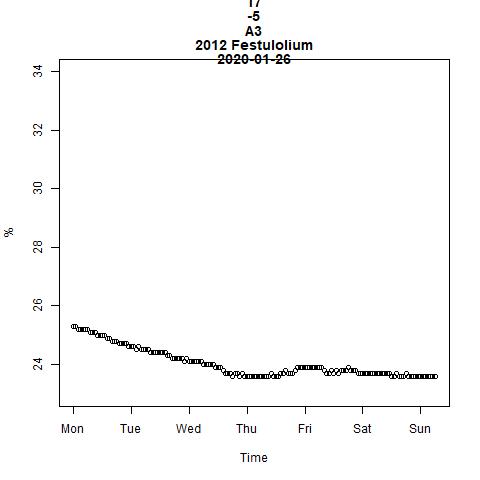 17
-5
A3
2012 Festulolium
2020-01-26
34
32
30
28
26
24
%
Mon Tue Wed Thu Fri Sat Sun
Time